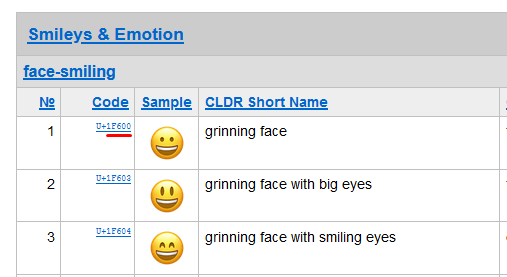 Smileys & Emotion
face-smiling
№ Code Sample CLDR Short Name
1 U+1F600 😀 grinning face
2 U+1F603 😃 grinning face with big eyes
3 U+1F604 😄 grinning face with smiling eyes